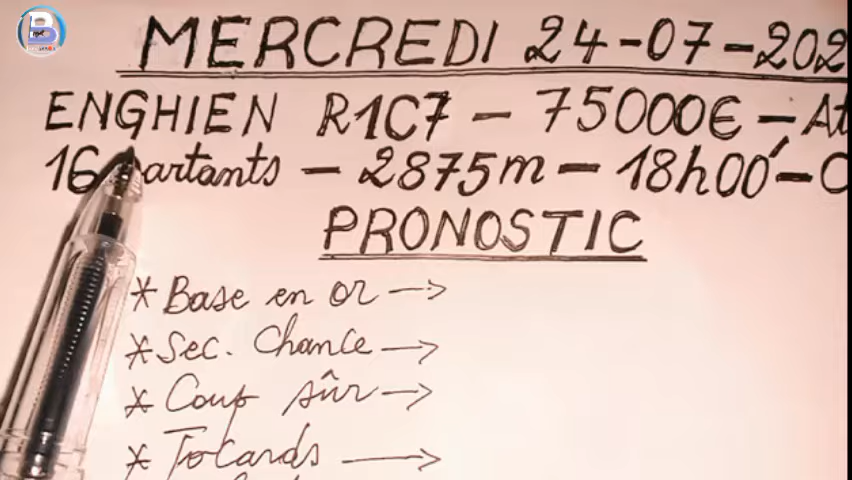 MERCREDI 24-07-202
ENGHIEN R1C7 - 75000€ - At
16 partants - 2875m - 18h00 - C
PRONOSTIC
* Base en or →
* Sec. Chance →
* Coup sûr →
* Tocards →